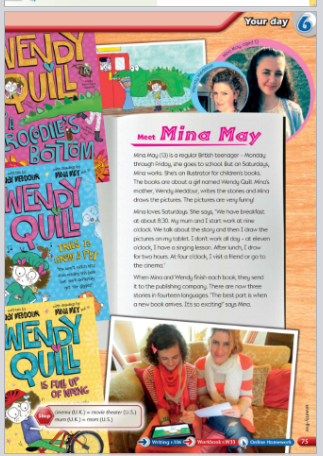 Your day 6
WENDY
QUILL
CROCODILE'S
BOTTOM
WENDY
QUILL
TRIES TO
GROW A PET
WENDY
QUILL
IS FULL UP
OF WRONG
Meet Mina May
Mina May (13) is a regular British teenager – Monday
through Friday, she goes to school. But on Saturdays,
Mina works. She's an illustrator for children's books.
The books are about a girl named Wendy Quill. Mina's
mother, Wendy Meddour, writes the stories and Mina
draws the pictures. The pictures are very funny!
Mina loves Saturdays. She says, "We have breakfast
at about 8.30. My mum and I start work at nine
o'clock. We talk about the story and then I draw the
pictures on my tablet. I don't work all day – at eleven
o'clock, I have a singing lesson. After lunch, I draw
for two hours. At four o'clock, I visit a friend or go to
the cinema."
When Mina and Wendy finish each book, they send
it to the publishing company. There are now three
stories in fourteen languages. "The best part is when
a new book arrives. It's so exciting!" says Mina.
Stop
cinema (U.K.) = movie theater (U.S.)
mum (U.K.) = mom (U.S.)
Workbook
Online Homework
75